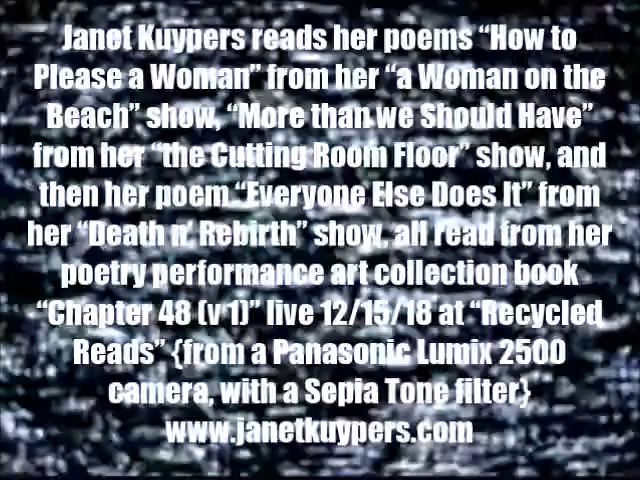 Janet Kuypers reads her poems “How to
Please a Woman” from her “a Woman on the
Beach” show, “More than we Should Have”
from her “the Cutting Room Floor” show, and
then her poem “Everyone Else Does It” from
her “Death n’ Rebirth” show, all read from her
poetry performance art collection book
“Chapter 48 (v 1)” live 12/15/18 at “Recycled
Reads” {from a Panasonic Lumix 2500
camera, with a Sepia Tone filter}
www.janetkuypers.com